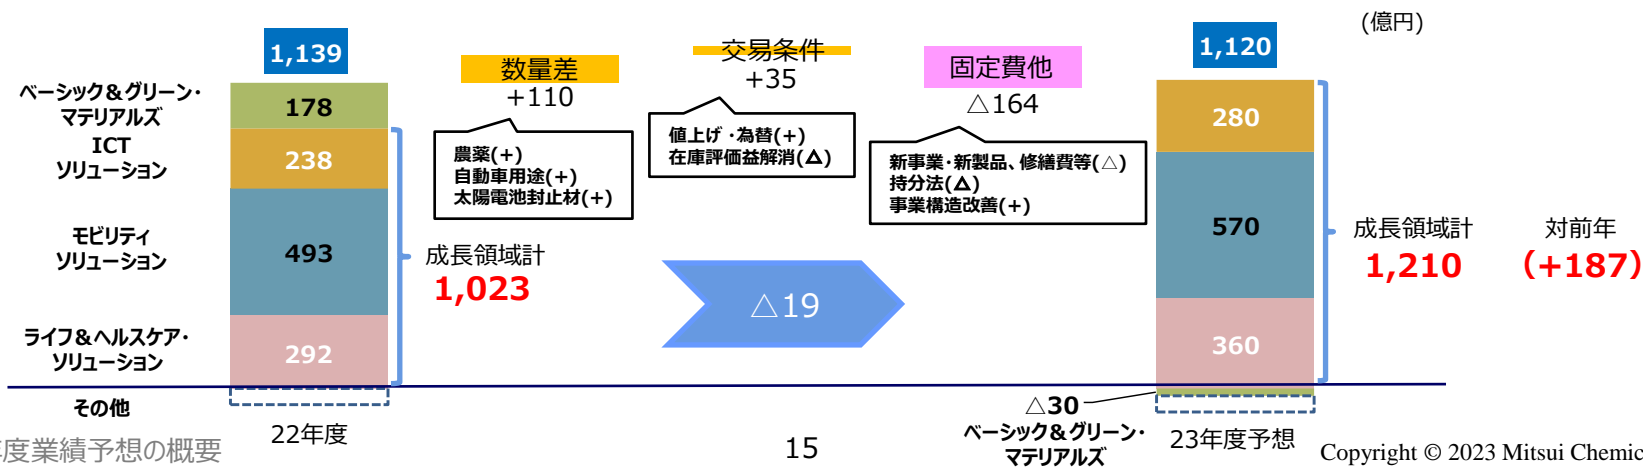 (億円)
1,139
数量差
+110
交易条件
+35
固定費他
△164
1,120
ベーシック&グリーン・
マテリアルズ
ICT
ソリューション
モビリティ
ソリューション
ライフ&ヘルスケア・
ソリューション
その他
178
238
493
292
農薬(+)
自動車用途(+)
太陽電池封止材(+)
値上げ・為替(+)
在庫評価益解消(△)
新事業・新製品、修繕費等(△)
持分法(△)
事業構造改善(+)
成長領域計
1,023
△19
280
570
360
成長領域計
1,210
対前年
(+187)
△30
ベーシック&グリーン・
マテリアルズ
22年度
23年度予想
年度業績予想の概要
15
Copyright © 2023 Mitsui Chemic